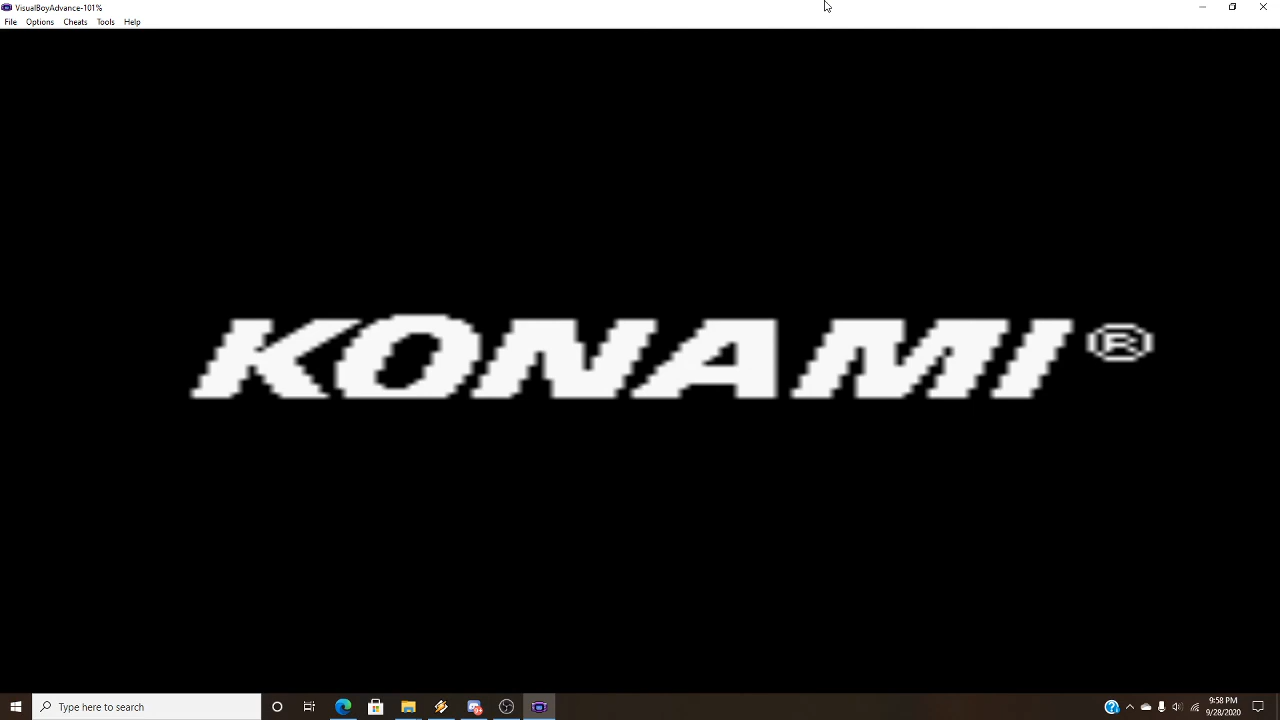 VisualBoyAdvance-101%
File Options Cheats Tools Help
KONAMI®
Type here to search
9:58 PM
9/28/2020